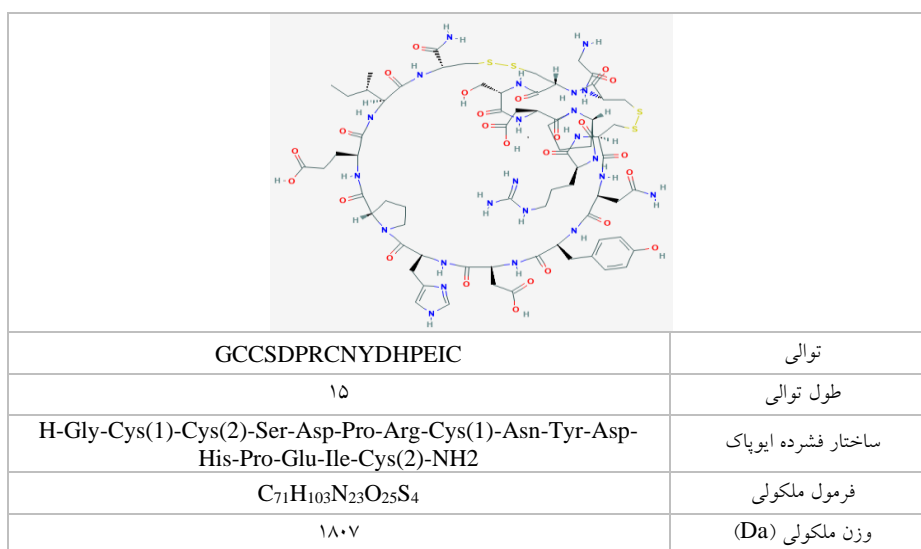 توالی GCCSDPRCNYDHPEIC
طول توالی ۱۵
ساختار فشرده ایوپاک H-Gly-Cys(1)-Cys(2)-Ser-Asp-Pro-Arg-Cys(1)-Asn-Tyr-Asp-
His-Pro-Glu-Ile-Cys(2)-NH2
فرمول ملکولی C₇₁H₁₀₃N₂₃O₂₅S₄
وزن ملکولی (Da) ۱۸۰۷